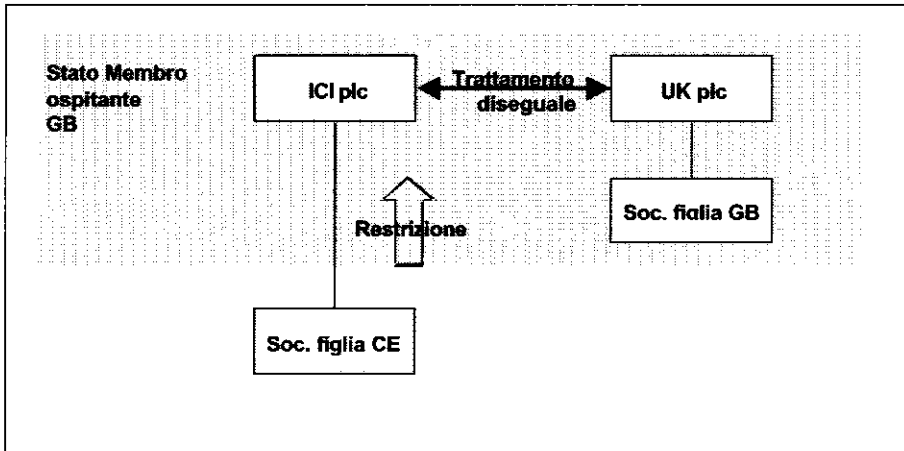 Stato Membro
ospitante
GB
ICI plc
Trattamento
diseguale
UK plc
Soc. figlia GB
Restrizione
Soc. figlia CE